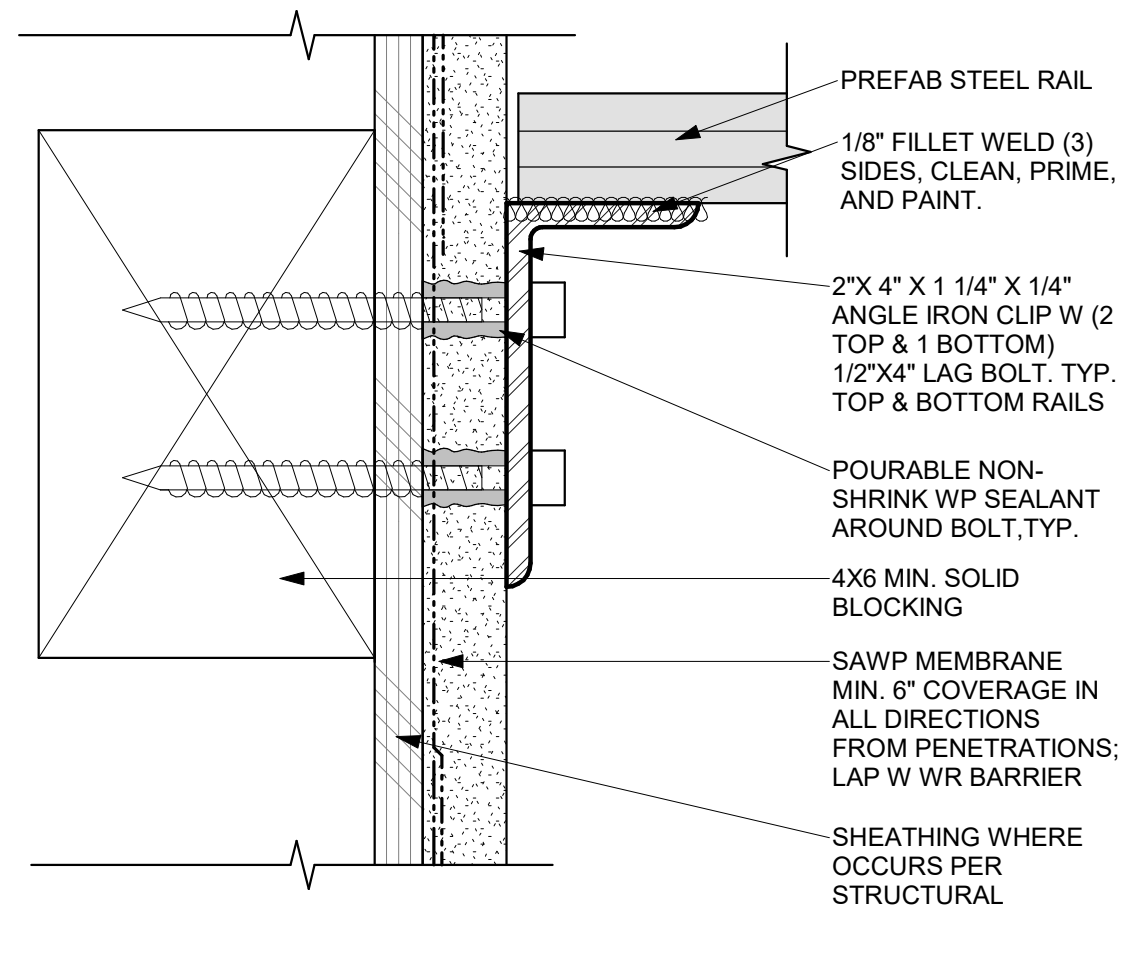 PREFAB STEEL RAIL
1/8" FILLET WELD (3)
SIDES, CLEAN, PRIME,
AND PAINT.
2"X 4" X 1 1/4" X 1/4"
ANGLE IRON CLIP W (2
TOP & 1 BOTTOM)
1/2"X4" LAG BOLT. TYP.
TOP & BOTTOM RAILS
POURABLE NON-
SHRINK WP SEALANT
AROUND BOLT,TYP.
4X6 MIN. SOLID
BLOCKING
SAWP MEMBRANE
MIN. 6" COVERAGE IN
ALL DIRECTIONS
FROM PENETRATIONS;
LAP W WR BARRIER
SHEATHING WHERE
OCCURS PER
STRUCTURAL